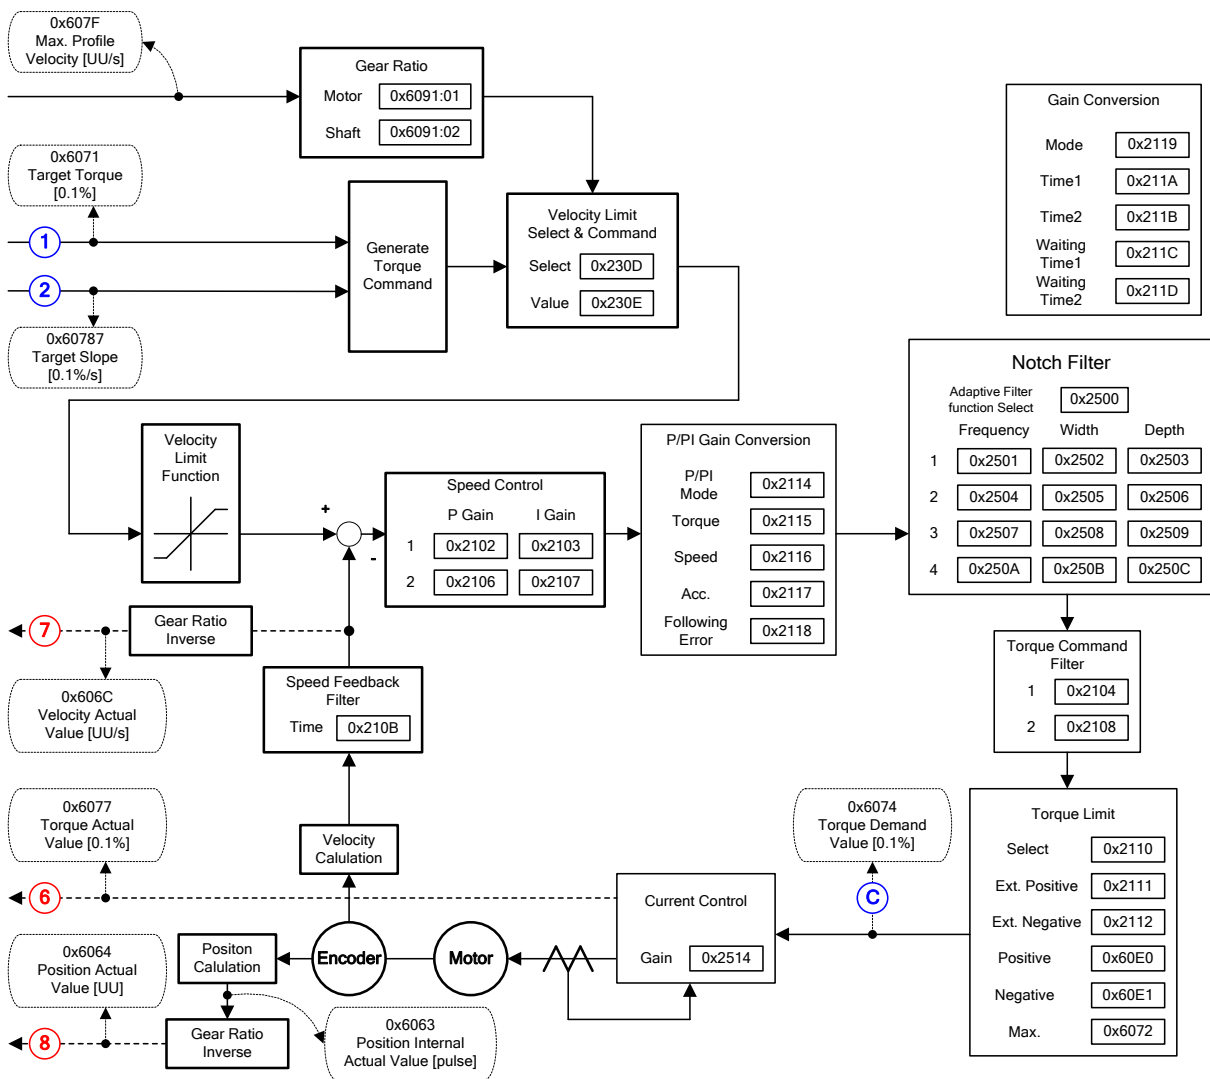 0x607F
Max. Profile
Velocity [UU/s]
Gear Ratio
Motor 0x6091:01
Shaft 0x6091:02
Gain Conversion
Mode 0x2119
Time1 0x211A
Time2 0x211B
Waiting
Time1 0x211C
Waiting
Time2 0x211D
0x6071
Target Torque
[0.1%]
1
2
0x60787
Target Slope
[0.1%/s]
Generate
Torque
Command
Velocity Limit
Select & Command
Select 0x230D
Value 0x230E
Notch Filter
Adaptive Filter
function Select 0x2500
Frequency Width Depth
1 0x2501 0x2502 0x2503
2 0x2504 0x2505 0x2506
3 0x2507 0x2508 0x2509
4 0x250A 0x250B 0x250C
Velocity
Limit
Function
+
-
Speed Control
P Gain I Gain
1 0x2102 0x2103
2 0x2106 0x2107
P/PI Gain Conversion
P/PI
Mode 0x2114
Torque 0x2115
Speed 0x2116
Acc. 0x2117
Following
Error 0x2118
7
Gear Ratio
Inverse
0x606C
Velocity Actual
Value [UU/s]
Speed Feedback
Filter
Time 0x210B
Torque Command
Filter
1 0x2104
2 0x2108
0x6077
Torque Actual
Value [0.1%]
Velocity
Calulation
0x6074
Torque Demand
Value [0.1%]
Torque Limit
Select 0x2110
Ext. Positive 0x2111
Ext. Negative 0x2112
Positive 0x60E0
Negative 0x60E1
Max. 0x6072
6
C
Current Control
Gain 0x2514
0x6064
Position Actual
Value [UU]
Positon
Calulation
Encoder
Motor
8
Gear Ratio
Inverse
0x6063
Position Internal
Actual Value [pulse]